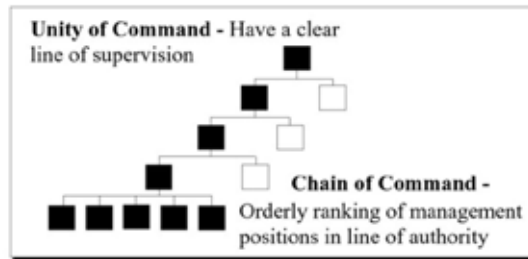 Unity of Command - Have a clear
line of supervision
Chain of Command -
Orderly ranking of management
positions in line of authority